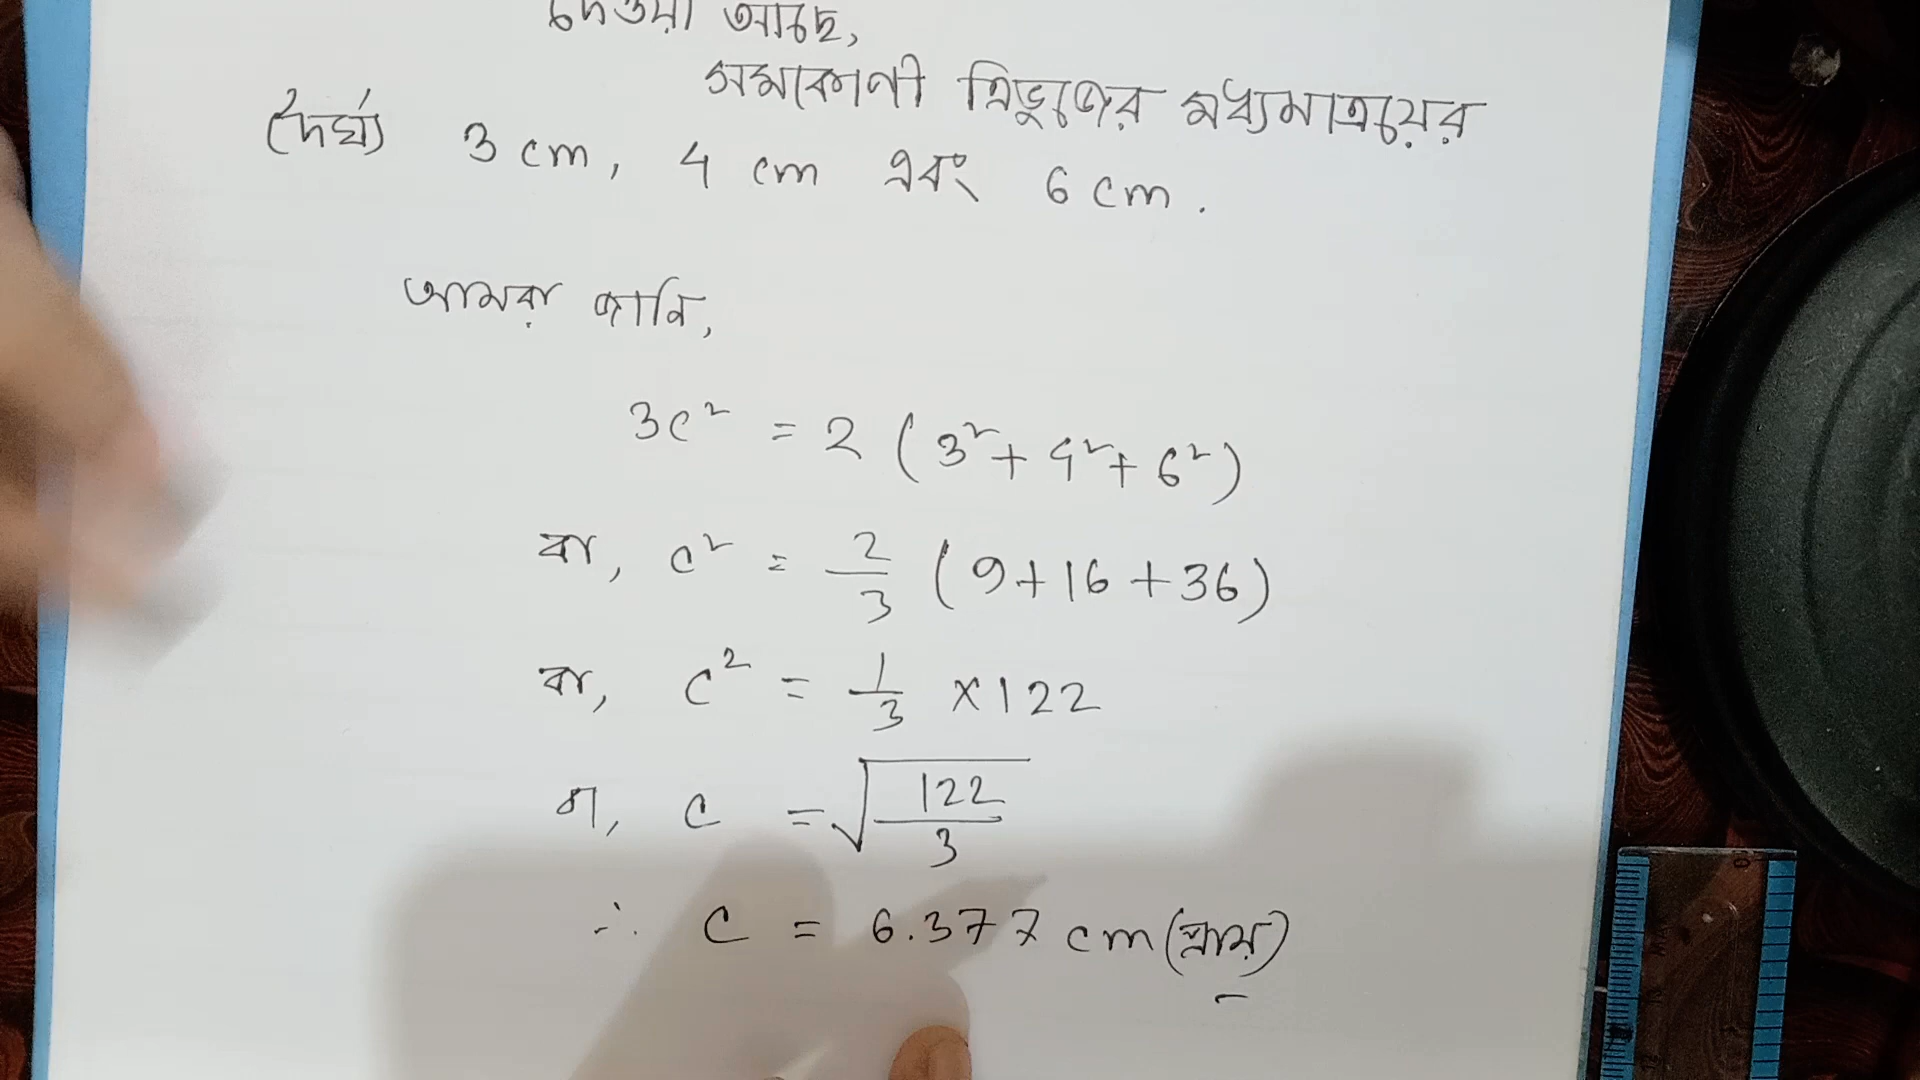 দেওয়া আছে,
সমকোণী ত্রিভুজের মধ্যমাত্রয়ের
দৈর্ঘ্য 3 cm, 4 cm এবং 6 cm.
আমরা জানি,
3c² = 2 (3² + 4² + 6²)
বা, c² = 2/3 (9+16+36)
বা, c² = 1/3 ×122
বা, c = √(122/3)
∴ c = 6.377 cm (প্রায়)